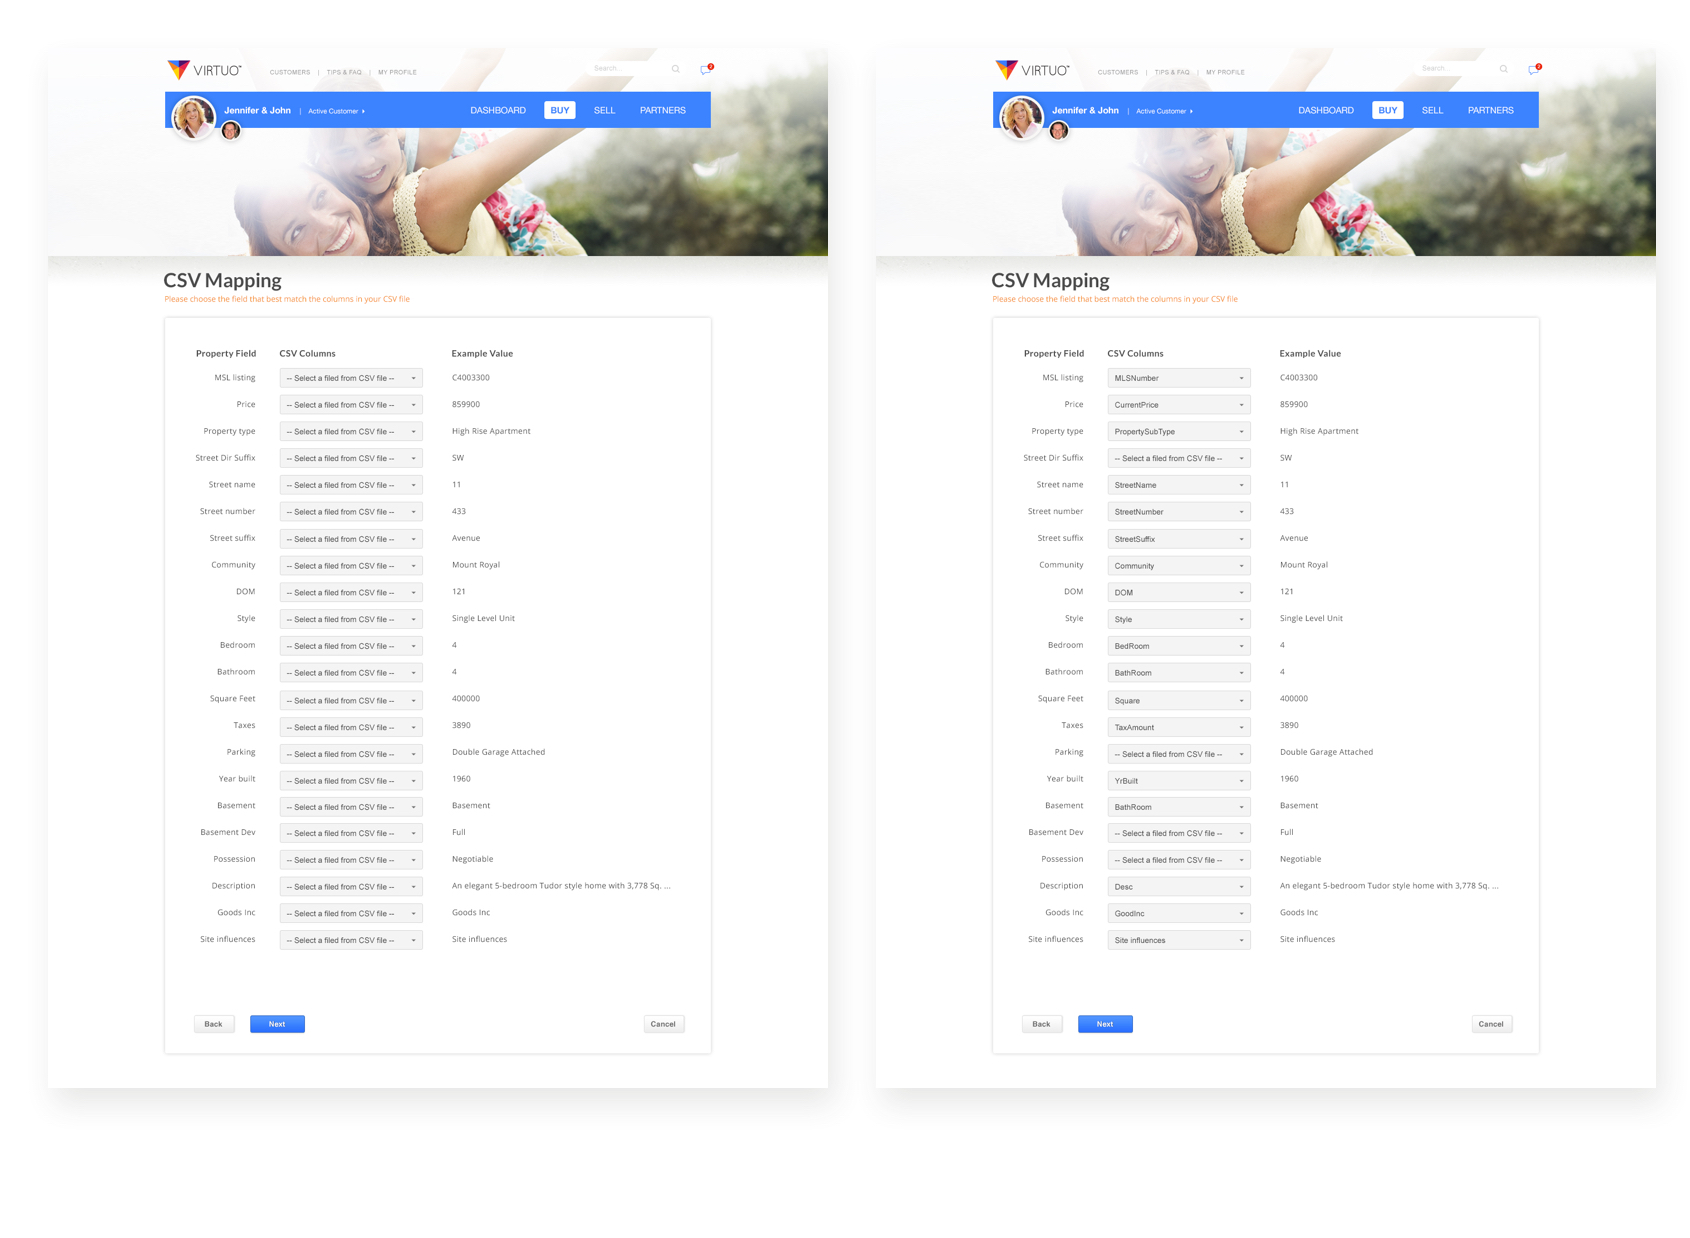 VIRTUO™
CUSTOMERS | TIPS & FAQ | MY PROFILE
Search...
Jennifer & John | Active Customer
DASHBOARD BUY SELL PARTNERS
CSV Mapping
Please choose the field that best match the columns in your CSV file
Property Field CSV Columns Example Value
MSL listing -- Select a filed from CSV file -- C4003300
Price -- Select a filed from CSV file -- 859900
Property type -- Select a filed from CSV file -- High Rise Apartment
Street Dir Suffix -- Select a filed from CSV file -- SW
Street name -- Select a filed from CSV file -- 11
Street number -- Select a filed from CSV file -- 433
Street suffix -- Select a filed from CSV file -- Avenue
Community -- Select a filed from CSV file -- Mount Royal
DOM -- Select a filed from CSV file -- 121
Style -- Select a filed from CSV file -- Single Level Unit
Bedroom -- Select a filed from CSV file -- 4
Bathroom -- Select a filed from CSV file -- 4
Square Feet -- Select a filed from CSV file -- 400000
Taxes -- Select a filed from CSV file -- 3890
Parking -- Select a filed from CSV file -- Double Garage Attached
Year built -- Select a filed from CSV file -- 1960
Basement -- Select a filed from CSV file -- Basement
Basement Dev -- Select a filed from CSV file -- Full
Possession -- Select a filed from CSV file -- Negotiable
Description -- Select a filed from CSV file -- An elegant 5-bedroom Tudor style home with 3,778 Sq. ...
Goods Inc -- Select a filed from CSV file -- Goods Inc
Site influences -- Select a filed from CSV file -- Site influences
Back Next Cancel
VIRTUO™
CUSTOMERS | TIPS & FAQ | MY PROFILE
Search...
Jennifer & John | Active Customer
DASHBOARD BUY SELL PARTNERS
CSV Mapping
Please choose the field that best match the columns in your CSV file
Property Field CSV Columns Example Value
MSL listing MLSNumber C4003300
Price CurrentPrice 859900
Property type PropertySubType High Rise Apartment
Street Dir Suffix -- Select a filed from CSV file -- SW
Street name StreetName 11
Street number StreetNumber 433
Street suffix StreetSuffix Avenue
Community Community Mount Royal
DOM DOM 121
Style Style Single Level Unit
Bedroom BedRoom 4
Bathroom BathRoom 4
Square Feet Square 400000
Taxes TaxAmount 3890
Parking -- Select a filed from CSV file -- Double Garage Attached
Year built YrBuilt 1960
Basement BathRoom Basement
Basement Dev -- Select a filed from CSV file -- Full
Possession -- Select a filed from CSV file -- Negotiable
Description Desc An elegant 5-bedroom Tudor style home with 3,778 Sq. ...
Goods Inc GoodInc Goods Inc
Site influences Site influences Site influences
Back Next Cancel